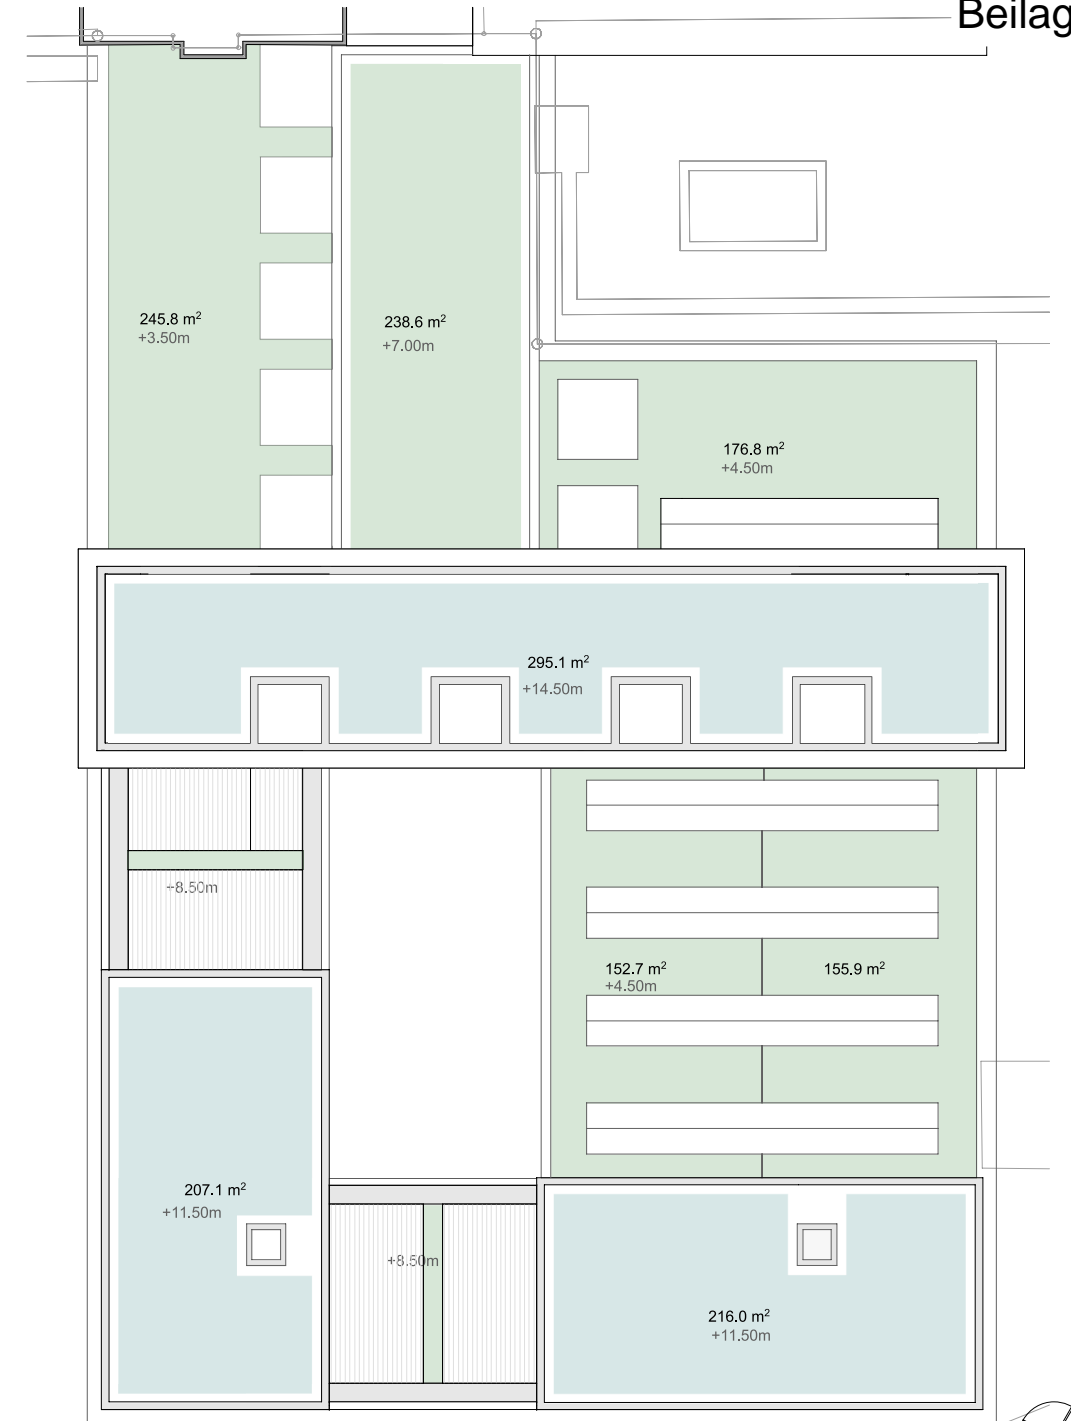 Beilag
245.8 m²
+3.50m
238.6 m²
+7.00m
176.8 m²
+4.50m
295.1 m²
+14.50m
+8.50m
152.7 m²
+4.50m
155.9 m²
207.1 m²
+11.50m
+8.50m
216.0 m²
+11.50m